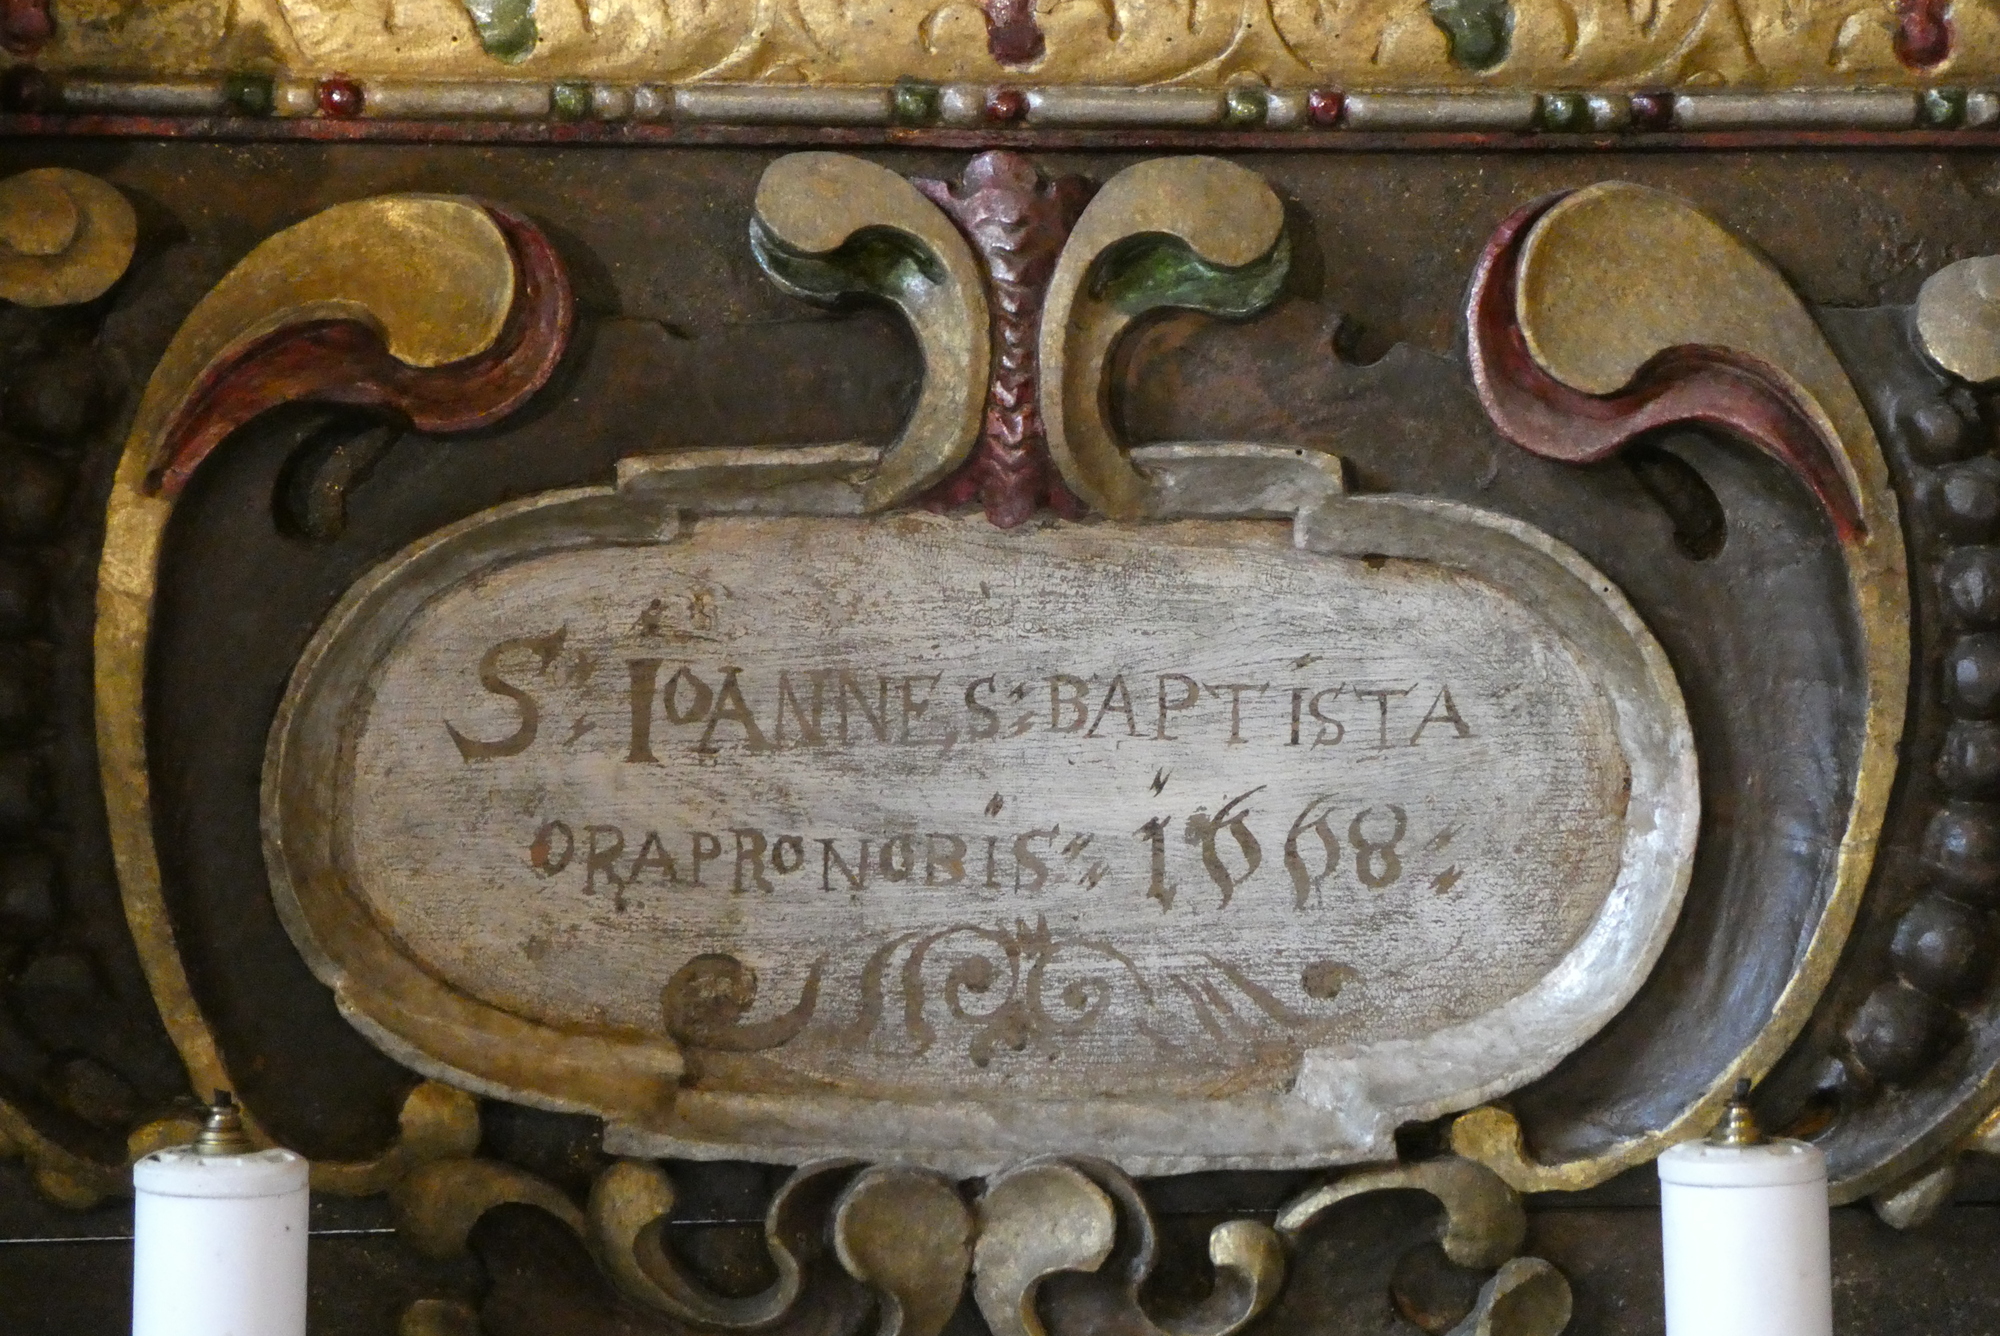 S: IOANNES: BAPTISTA
ORAPRONOBIS: 1668: